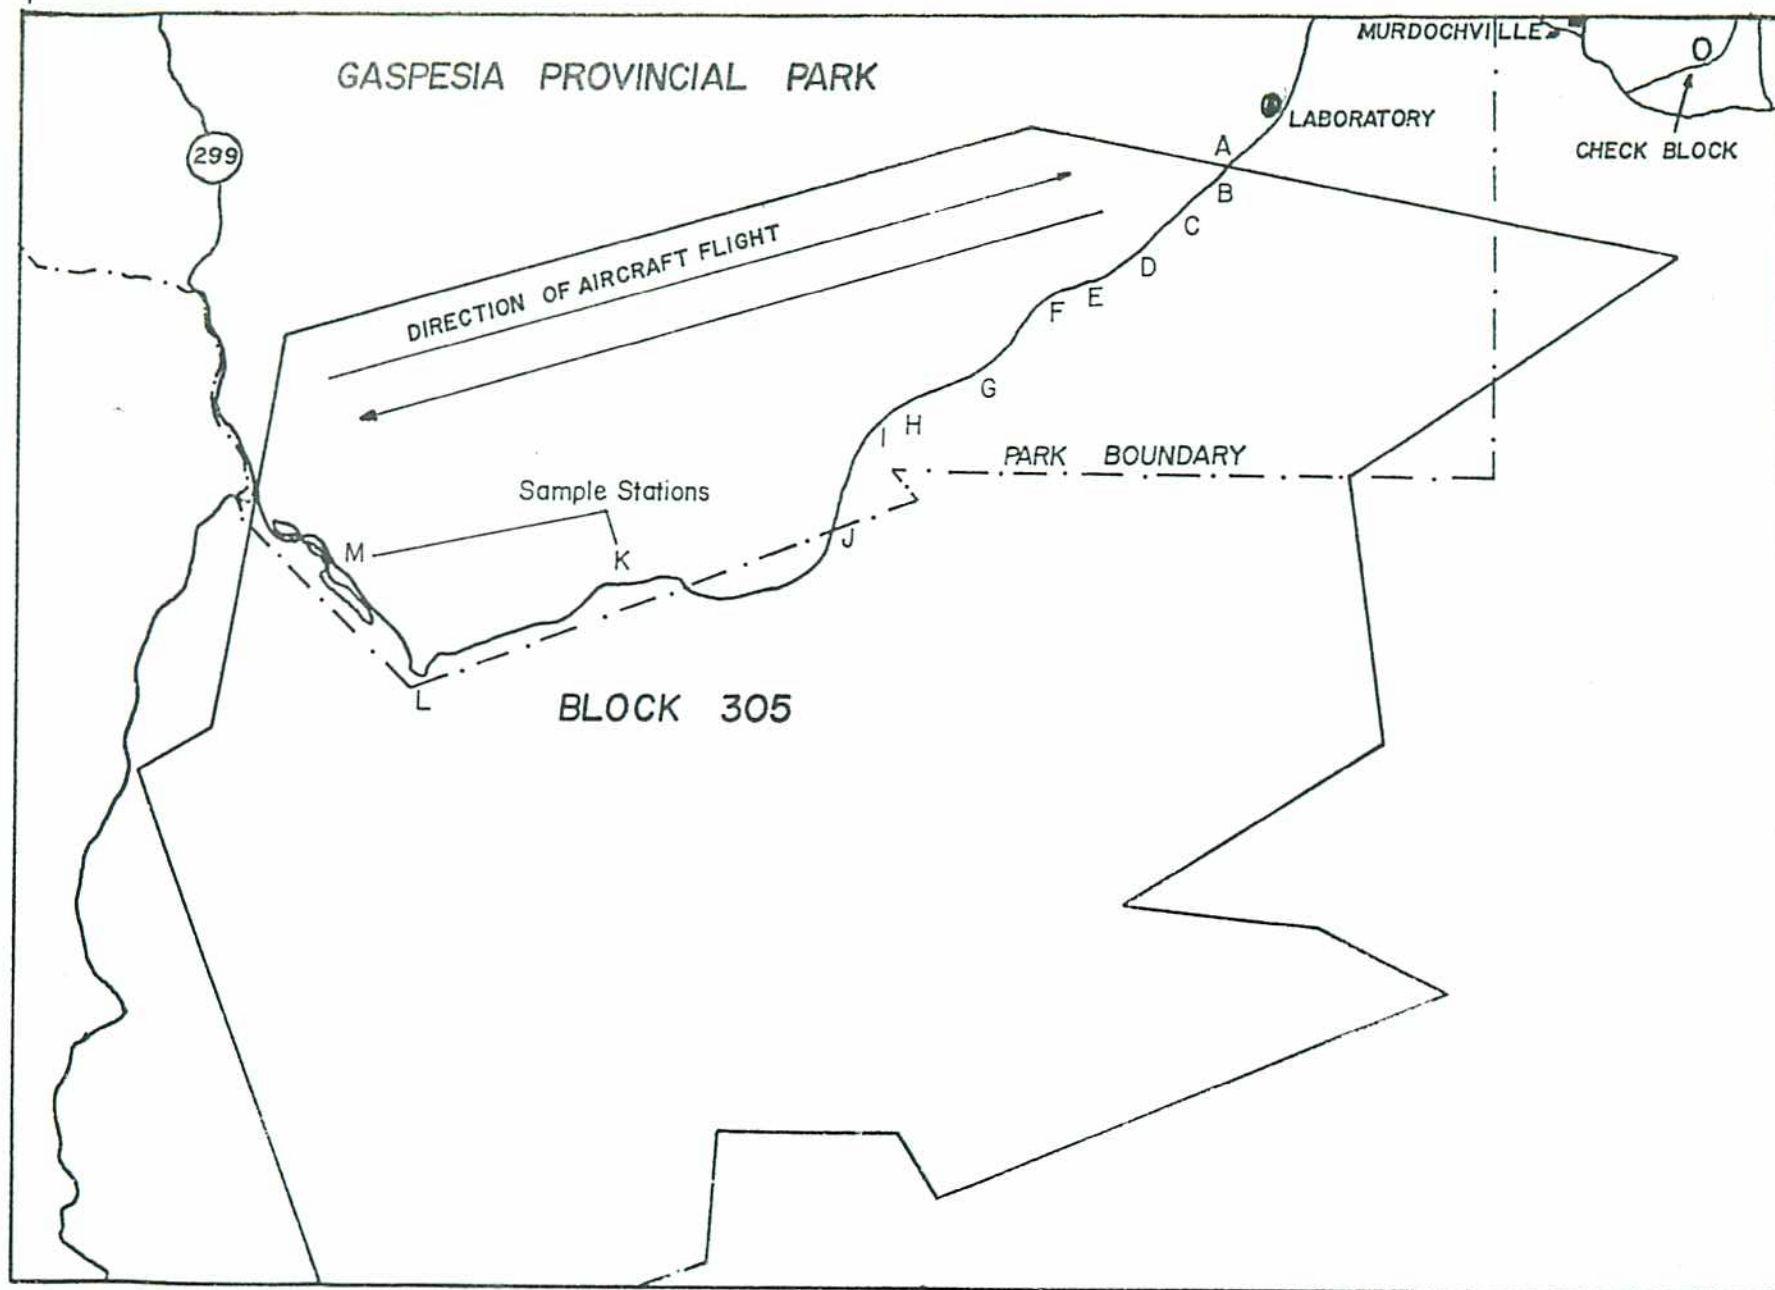 MURDOCHVILLE
O
GASPESIA PROVINCIAL PARK
LABORATORY
299
A
CHECK BLOCK
B
C
DIRECTION OF AIRCRAFT FLIGHT
D
E
F
G
H
I
PARK BOUNDARY
Sample Stations
J
M
K
L
BLOCK 305